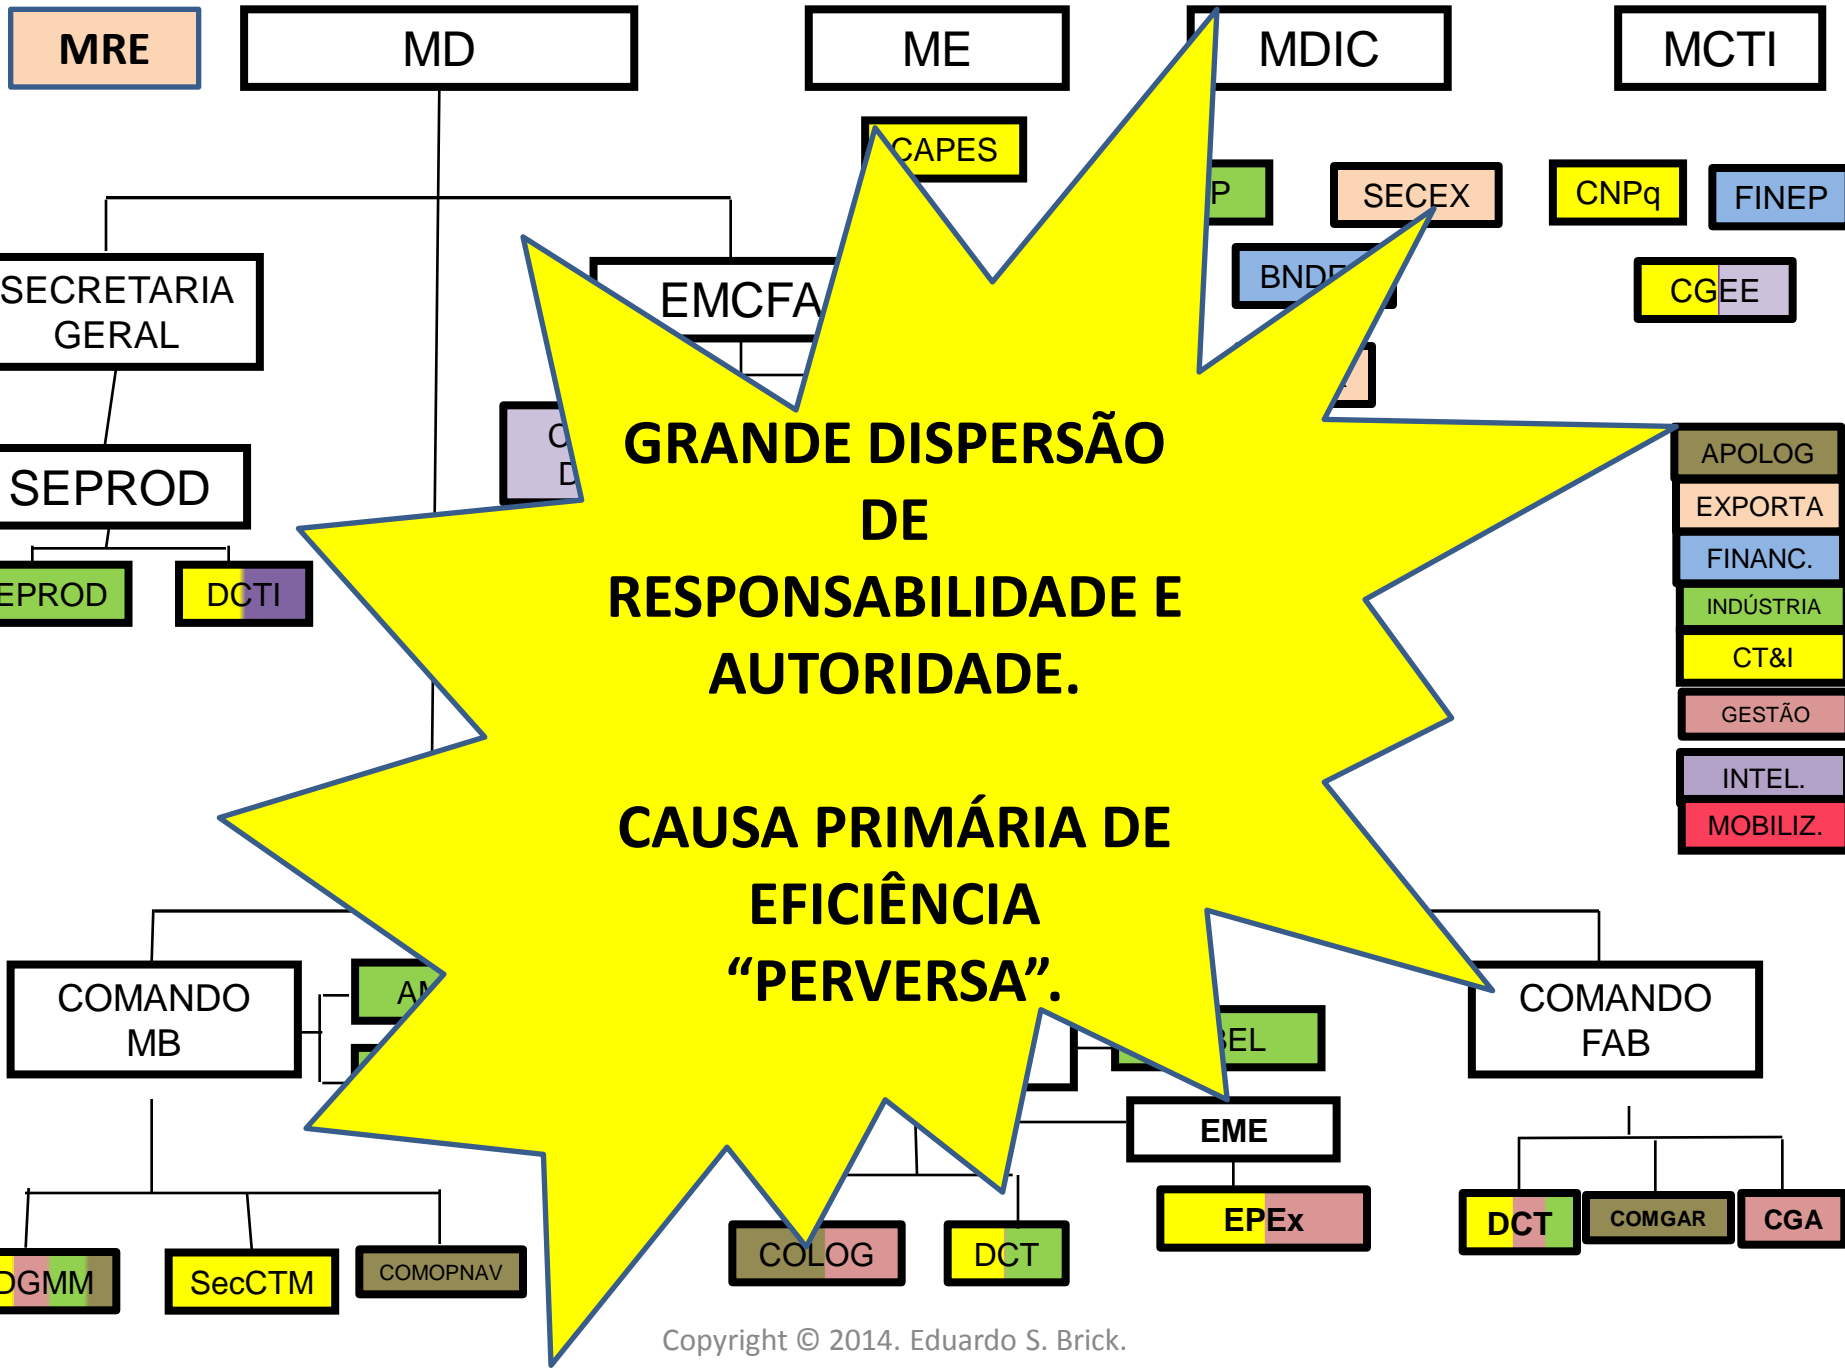 MRE
MD
ME
MDIC
MCTI
CAPES
SECEX
CNPq
FINEP
CGEE
SECRETARIA
GERAL
EMCFA
SEPROD
DCTI
GRANDE DISPERSÃO
DE
RESPONSABILIDADE E
AUTORIDADE.
CAUSA PRIMÁRIA DE
EFICIÊNCIA
“PERVERSA”.
APOLOG
EXPORTA
FINANC.
INDÚSTRIA
CT&I
GESTÃO
INTEL.
MOBILIZ.
COMANDO
MB
COMANDO
FAB
EME
EPEx
DCT
COMGAR
CGA
COLOG
DCT
DGMM
SecCTM
COMOPNAV
Copyright © 2014. Eduardo S. Brick.